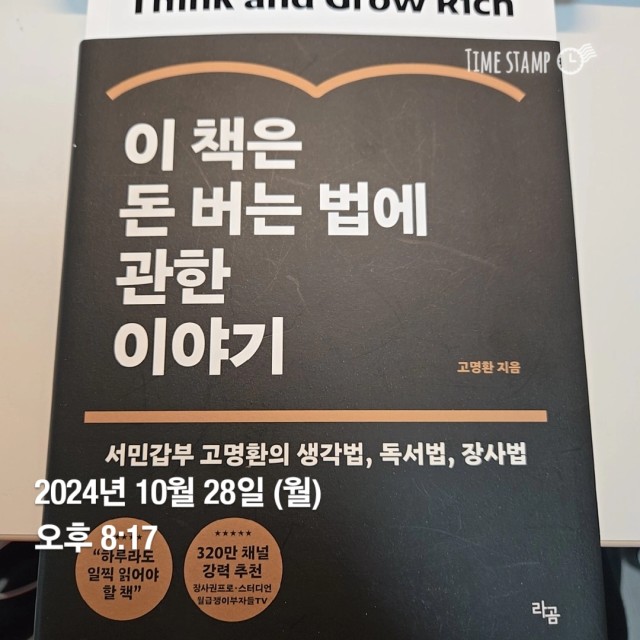 Think and Grow Rich
TIME STAMP
이 책은
돈 버는 법에
관한
이야기
고명환 지음
서민갑부 고명환의 생각법, 독서법, 장사법
2024년 10월 28일 (월)
오후 8:17
“하루라도
일찍 읽어야
할 책”
★★★★★
320만 채널
강력 추천
장사권프로·스터디언
월급쟁이부자들TV
라곰